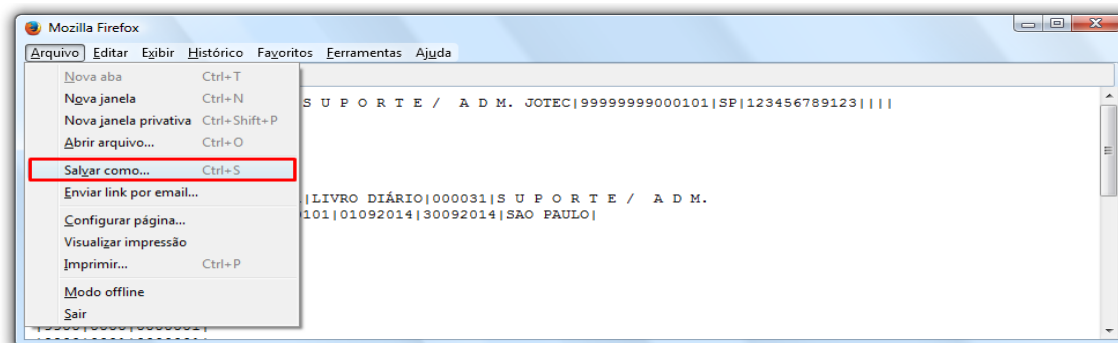 Mozilla Firefox
Arquivo Editar Exibir Histórico Favoritos Ferramentas Ajuda
Nova aba Ctrl+T
Nova janela Ctrl+N
S U P O R T E / A D M. JOTEC|99999999000101|SP|123456789123||||
Nova janela privativa Ctrl+Shift+P
Abrir arquivo... Ctrl+O
Salvar como... Ctrl+S
Enviar link por email...
|LIVRO DIÁRIO|000031|S U P O R T E / A D M.
Configurar página...
101|01092014|30092014|SAO PAULO|
Visualizar impressão
Imprimir... Ctrl+P
Modo offline
Sair